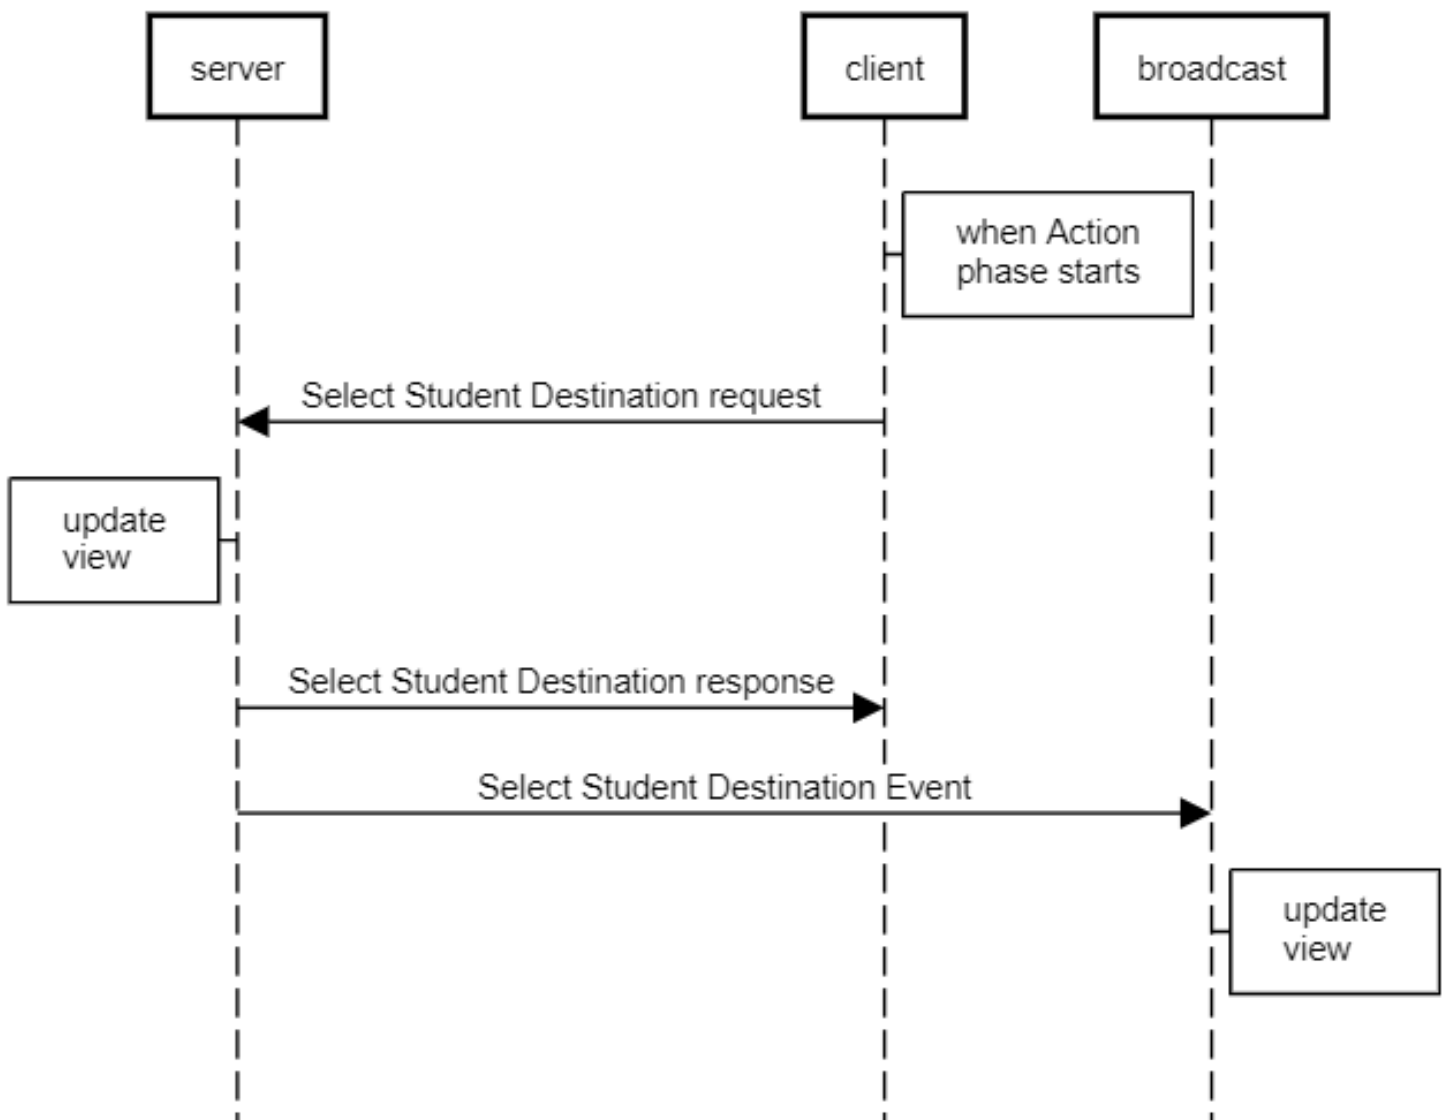 server
client
broadcast
when Action
phase starts
Select Student Destination request
update
view
Select Student Destination response
Select Student Destination Event
update
view